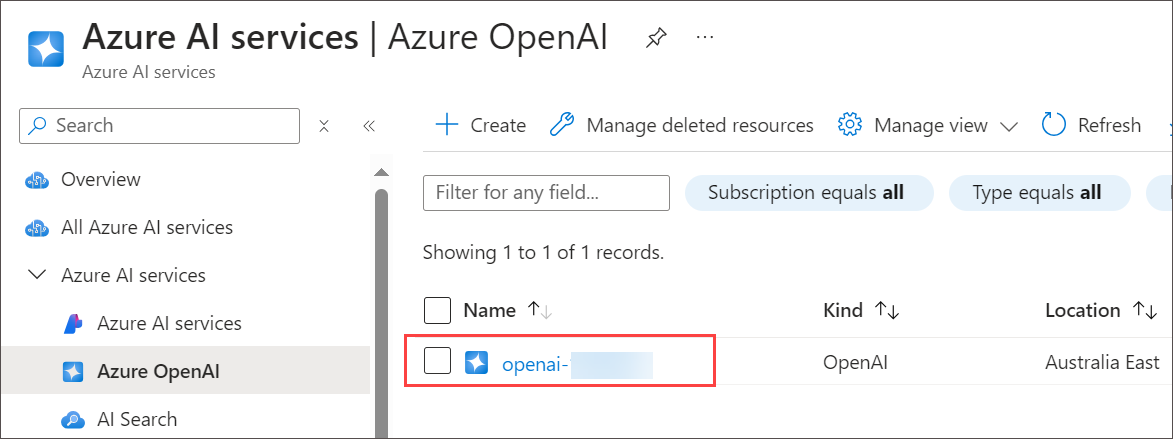 Azure AI services | Azure OpenAI
Azure AI services
Search
Create Manage deleted resources Manage view Refresh
Overview
All Azure AI services
Azure AI services
Azure AI services
Azure OpenAI
AI Search
Filter for any field... Subscription equals all Type equals all
Showing 1 to 1 of 1 records.
Name Kind Location
openai- OpenAI Australia East